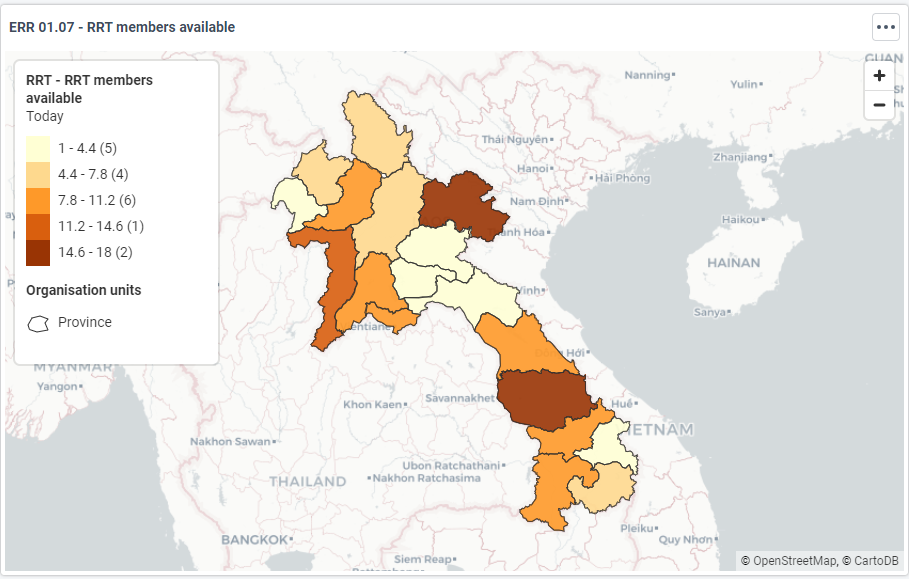 ERR 01.07 - RRT members available
RRT - RRT members
available
Today
1 - 4.4 (5)
4.4 - 7.8 (4)
7.8 - 11.2 (6)
11.2 - 14.6 (1)
14.6 - 18 (2)
Organisation units
Province
+
−
GUAN
Nanning
Yulin
Thái Nguyên
Zhanjiang
Hanoi
Hải Phòng
Nam Định
anh Hóa
Haikou
HAINAN
Vinh
Sanya
entiane
Đồng Hới
MYANMAR
Yangon
Khon Kaen
Savannakhet
Huế
IETNAM
Nakhon Sawan
Ubon Ratchathani
THAILAND
Nakhon Ratchasima
Pleiku
Quy Nhơn
BANGKOK
Siem Reap
Battambang
© OpenStreetMap, © CartoDB